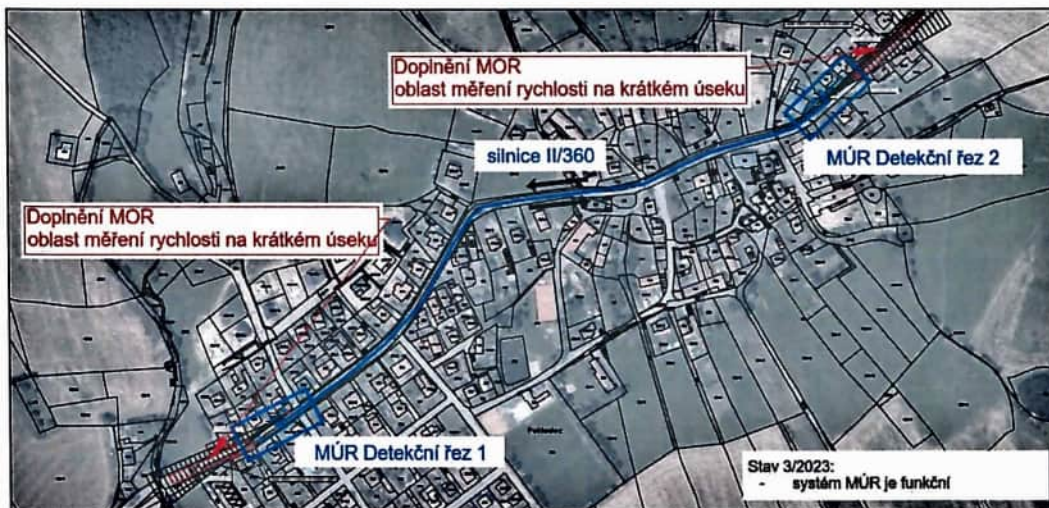 Doplnění MOR
oblast měření rychlosti na krátkém úseku
silnice II/360
MÚR Detekční řez 2
Doplnění MOR
oblast měření rychlosti na krátkém úseku
MÚR Detekční řez 1
Stav 3/2023:
- systém MÚR je funkční